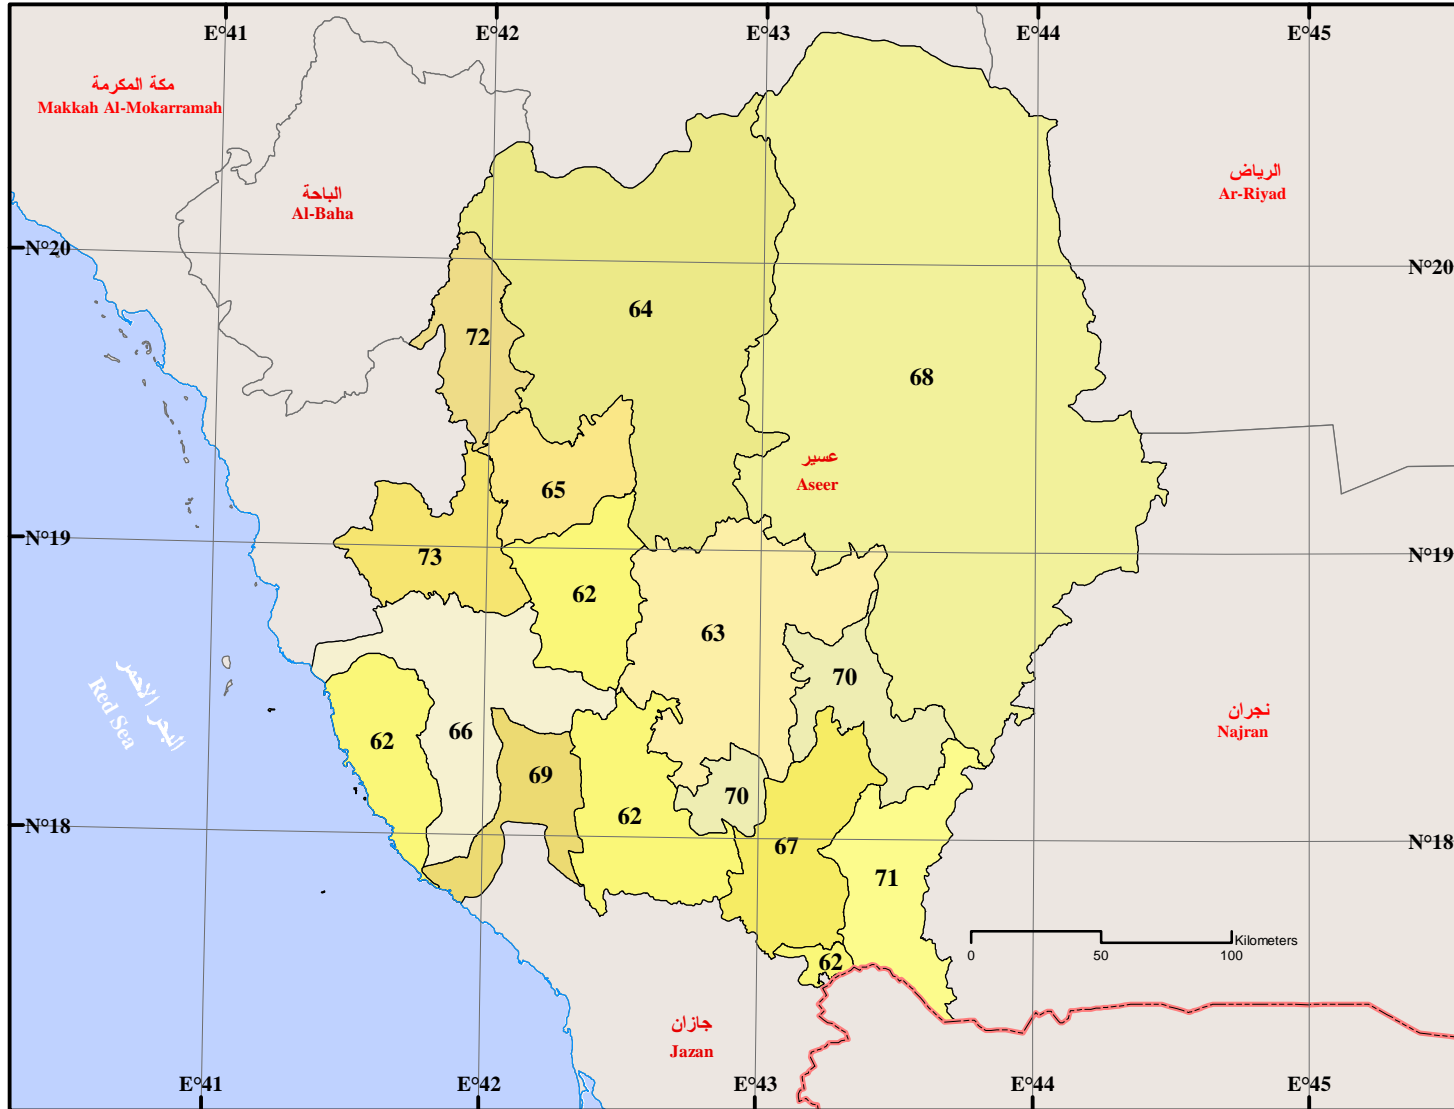 E°41
E°42
E°43
E°44
E°45
مكة المكرمة
Makkah Al-Mokarramah
الباحة
Al-Baha
الرياض
Ar-Riyad
N°20
N°20
64
72
68
عسير
Aseer
65
N°19
N°19
73
62
63
70
البحر الاحمر
Red Sea
نجران
Najran
62
66
69
70
62
N°18
N°18
67
71
62
Kilometers
0
50
100
جازان
Jazan
E°41
E°42
E°43
E°44
E°45